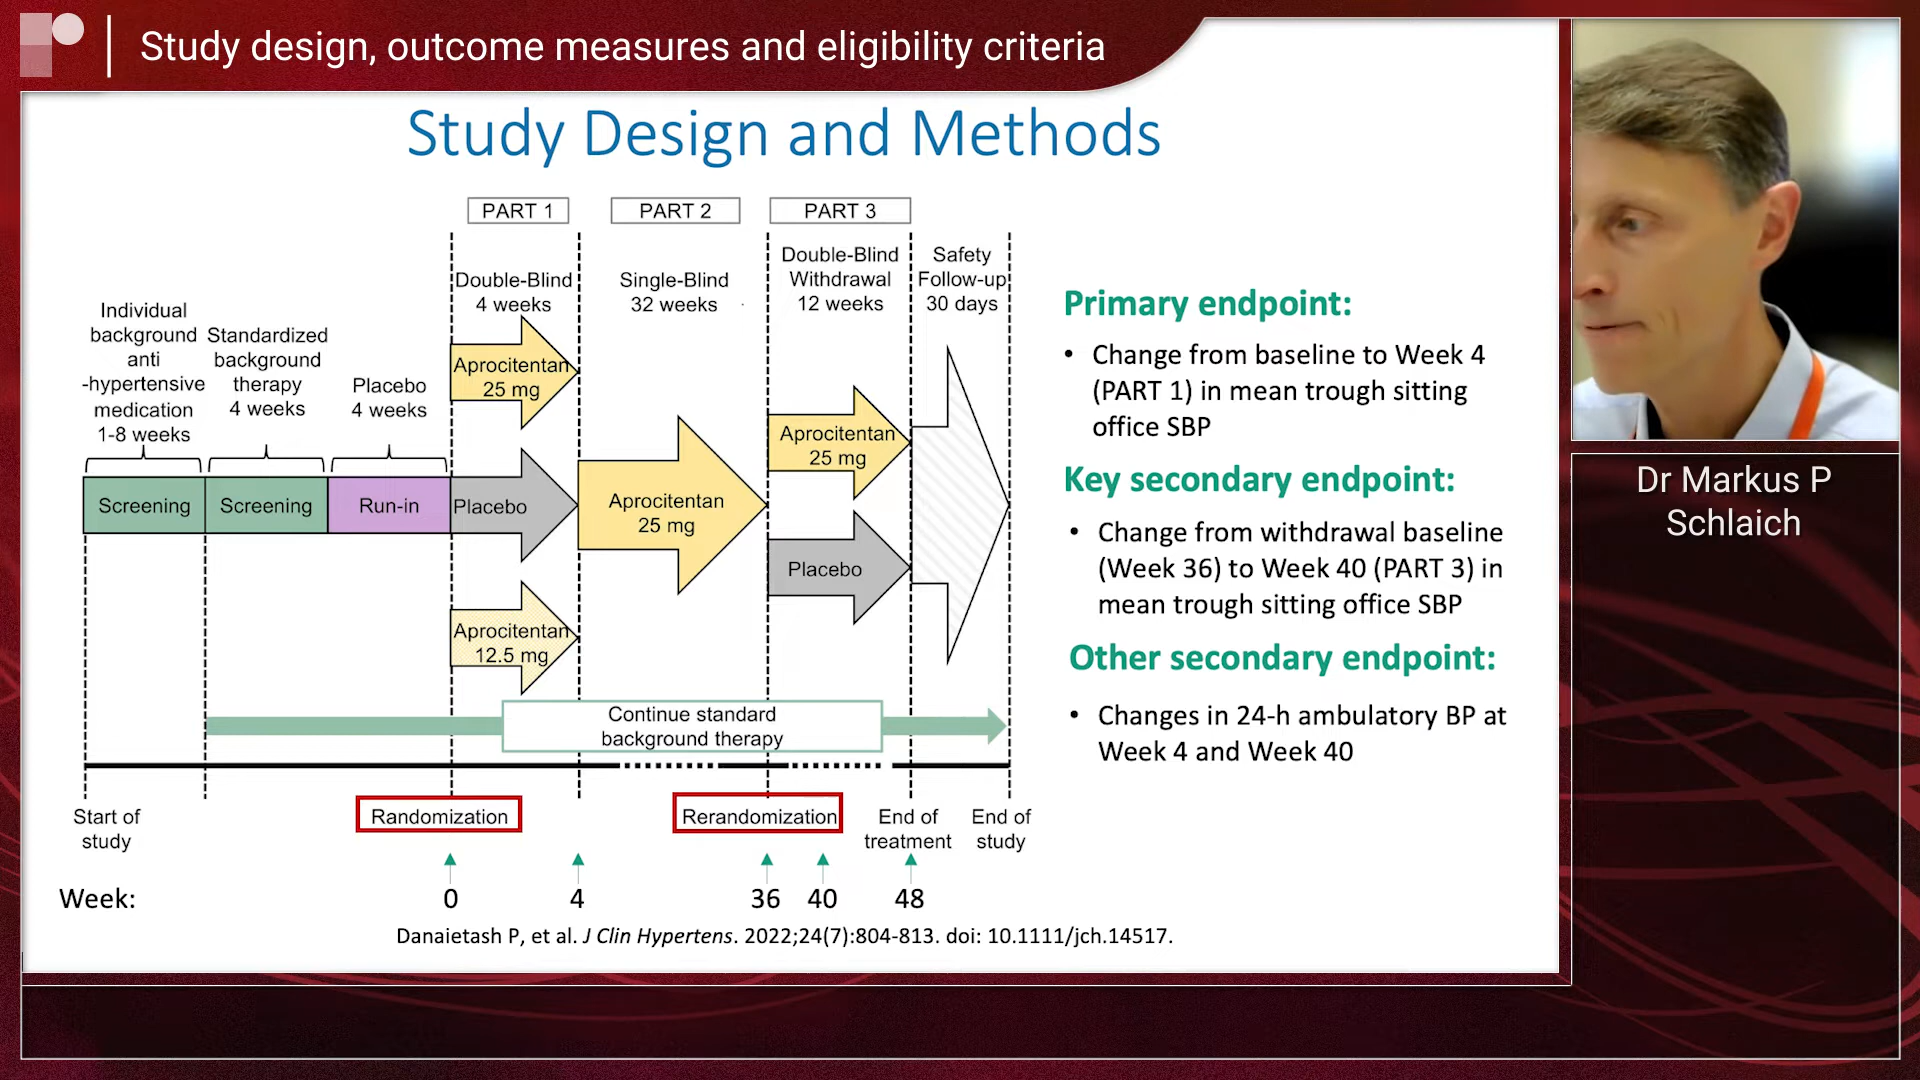 Study design, outcome measures and eligibility criteria
Study Design and Methods
PART 1
PART 2
PART 3
Individual
background
anti
-hypertensive
medication
1-8 weeks
Standardized
background
therapy
4 weeks
Placebo
4 weeks
Double-Blind
4 weeks
Single-Blind
32 weeks
Double-Blind
Withdrawal
12 weeks
Safety
Follow-up
30 days
Screening
Screening
Run-in
Aprocitentan
25 mg
Placebo
Aprocitentan
12.5 mg
Aprocitentan
25 mg
Aprocitentan
25 mg
Placebo
Continue standard
background therapy
Start of
study
Randomization
Rerandomization
End of
treatment
End of
study
Week:
0
4
36
40
48
Primary endpoint:
• Change from baseline to Week 4
(PART 1) in mean trough sitting
office SBP
Key secondary endpoint:
• Change from withdrawal baseline
(Week 36) to Week 40 (PART 3) in
mean trough sitting office SBP
Other secondary endpoint:
• Changes in 24-h ambulatory BP at
Week 4 and Week 40
Danaietash P, et al. J Clin Hypertens. 2022;24(7):804-813. doi: 10.1111/jch.14517.
Dr Markus P
Schlaich